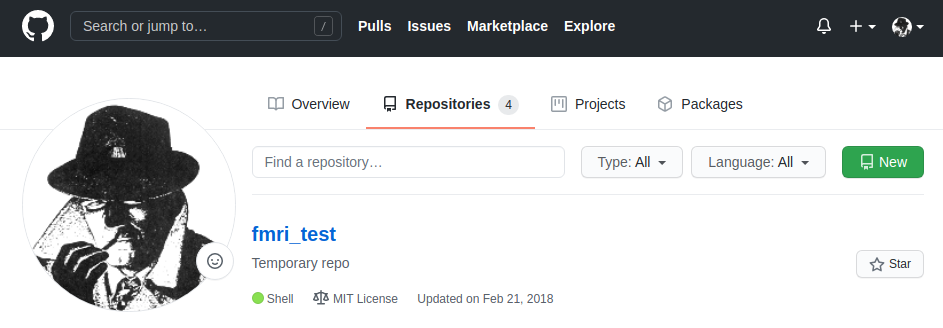 Search or jump to… / Pulls Issues Marketplace Explore
Overview Repositories 4 Projects Packages
Find a repository… Type: All Language: All New
fmri_test
Temporary repo
Star
Shell MIT License Updated on Feb 21, 2018